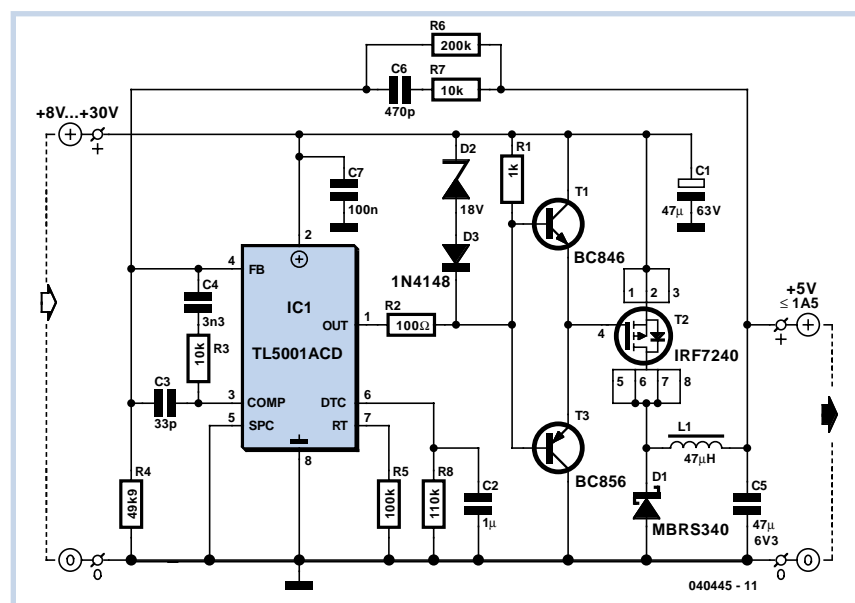 R6
200k
C6
R7
470p
10k
+8V...+30V
+
+
D2
R1
1k
T1
C1
47µ
63V
C7
100n
18V
D3
2
BC846
4
FB
C4
3n3
IC1
1N4148
1
2
3
+5V
≤ 1A5
OUT
1
R2
100Ω
4
T2
+
+
TL5001ACD
IRF7240
10k
R3
C3
33p
3
COMP
DTC
6
5
6
7
8
5
SPC
RT
7
T3
L1
47µH
8
R4
49k9
R5
100k
R8
110k
C2
1µ
BC856
D1
C5
47µ
6V3
MBRS340
0
0
0
0
040445 - 11